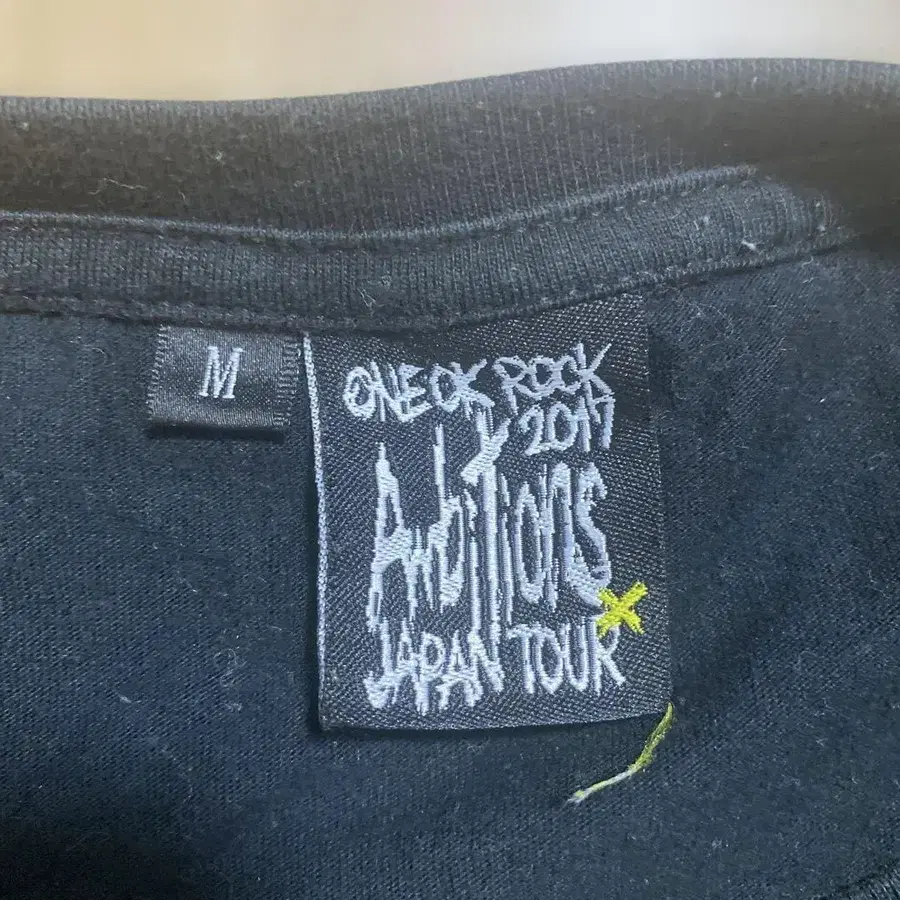 M
ONE OK ROCK
2017
Ambitions
JAPAN TOUR